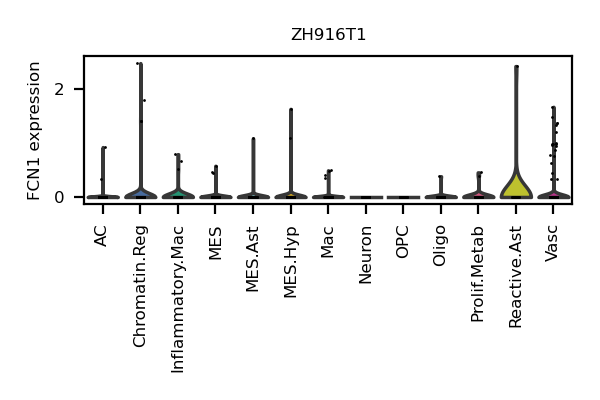 ZH916T1
FCN1 expression
2
0
AC
Chromatin.Reg
Inflammatory.Mac
MES
MES.Ast
MES.Hyp
Mac
Neuron
OPC
Oligo
Prolif.Metab
Reactive.Ast
Vasc